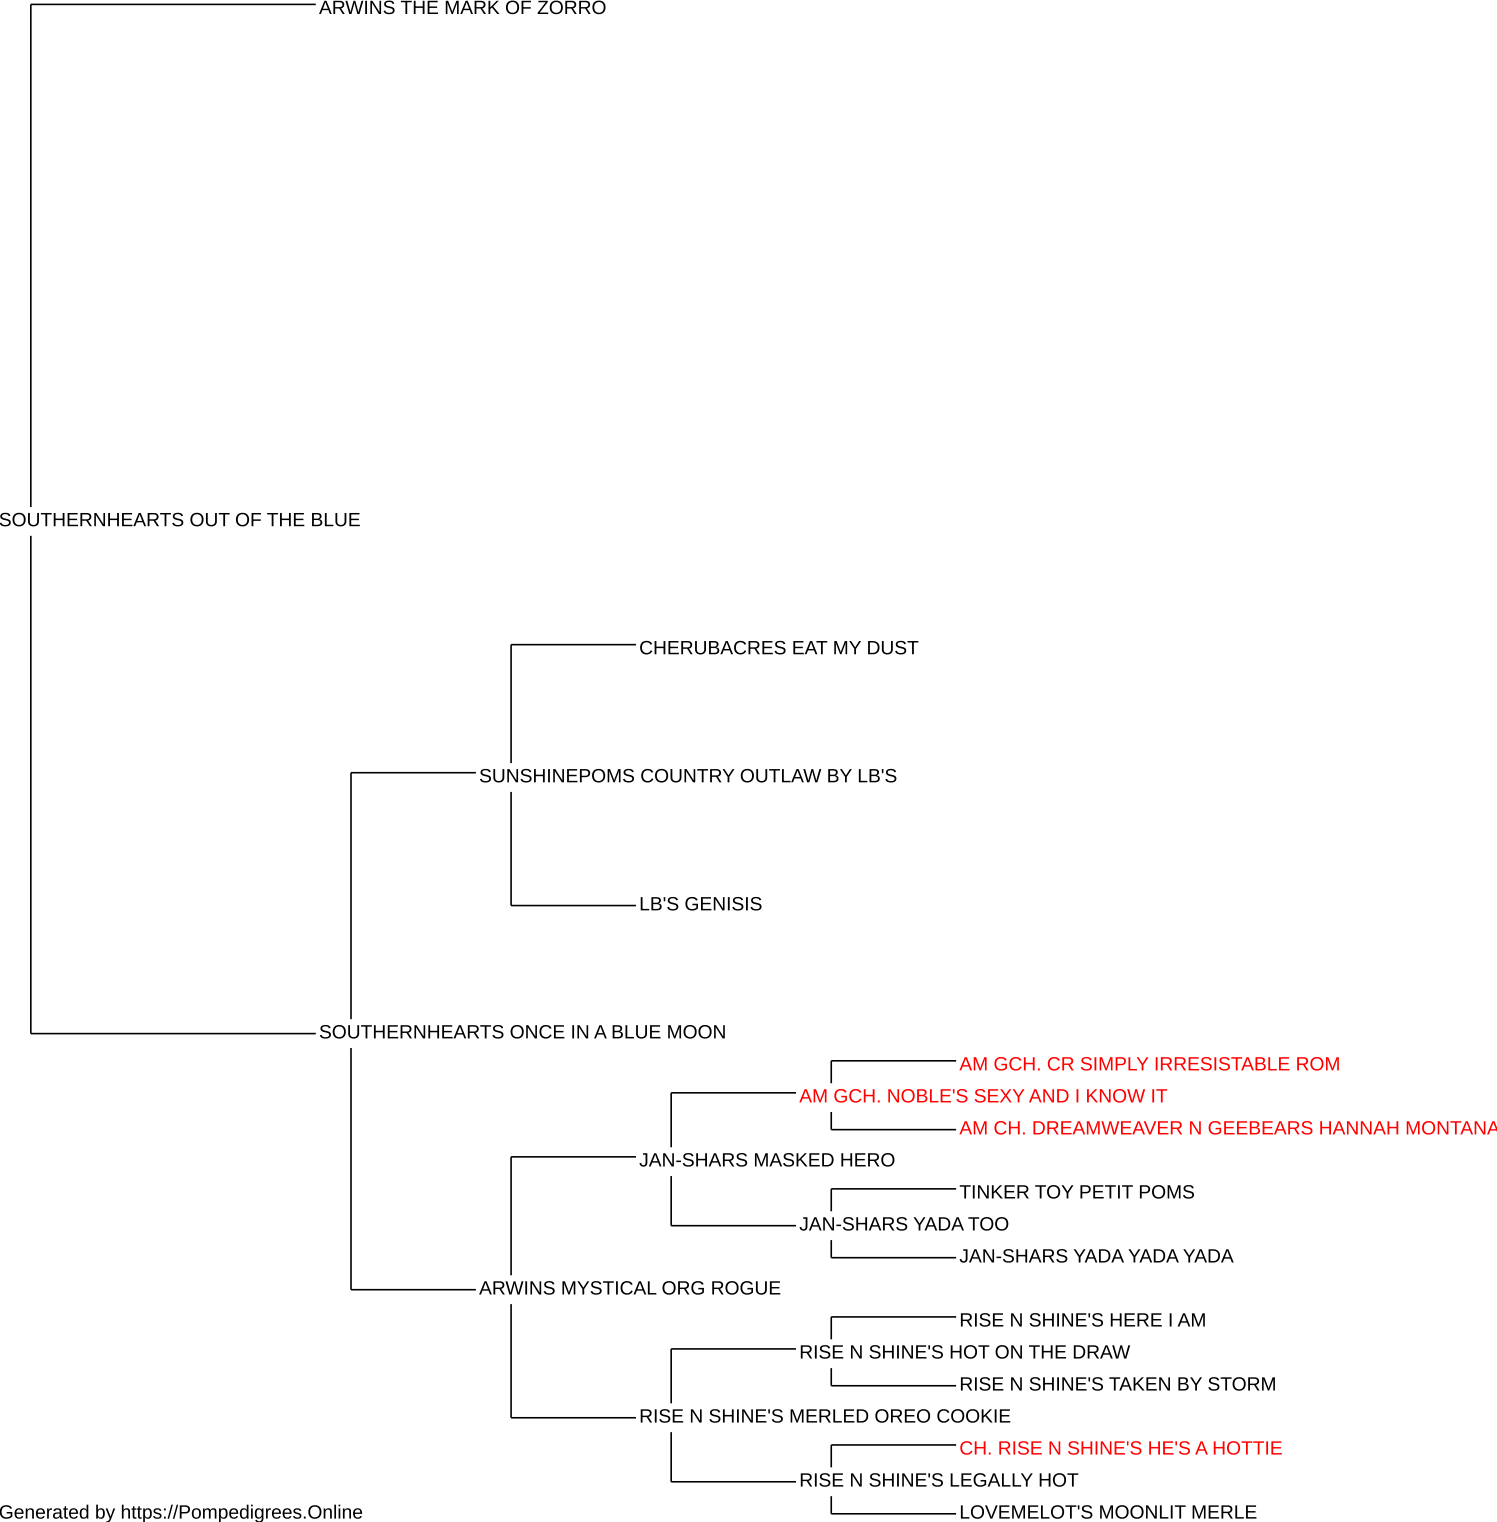 ARWINS THE MARK OF ZORRO
SOUTHERNHEARTS OUT OF THE BLUE
CHERUBACRES EAT MY DUST
SUNSHINEPOMS COUNTRY OUTLAW BY LB'S
LB'S GENISIS
SOUTHERNHEARTS ONCE IN A BLUE MOON
AM GCH. CR SIMPLY IRRESISTABLE ROM
AM GCH. NOBLE'S SEXY AND I KNOW IT
AM CH. DREAMWEAVER N GEEBEARS HANNAH MONTANA
JAN-SHARS MASKED HERO
TINKER TOY PETIT POMS
JAN-SHARS YADA TOO
JAN-SHARS YADA YADA YADA
ARWINS MYSTICAL ORG ROGUE
RISE N SHINE'S HERE I AM
RISE N SHINE'S HOT ON THE DRAW
RISE N SHINE'S TAKEN BY STORM
RISE N SHINE'S MERLED OREO COOKIE
CH. RISE N SHINE'S HE'S A HOTTIE
RISE N SHINE'S LEGALLY HOT
LOVEMELOT'S MOONLIT MERLE
Generated by https://Pompedigrees.Online